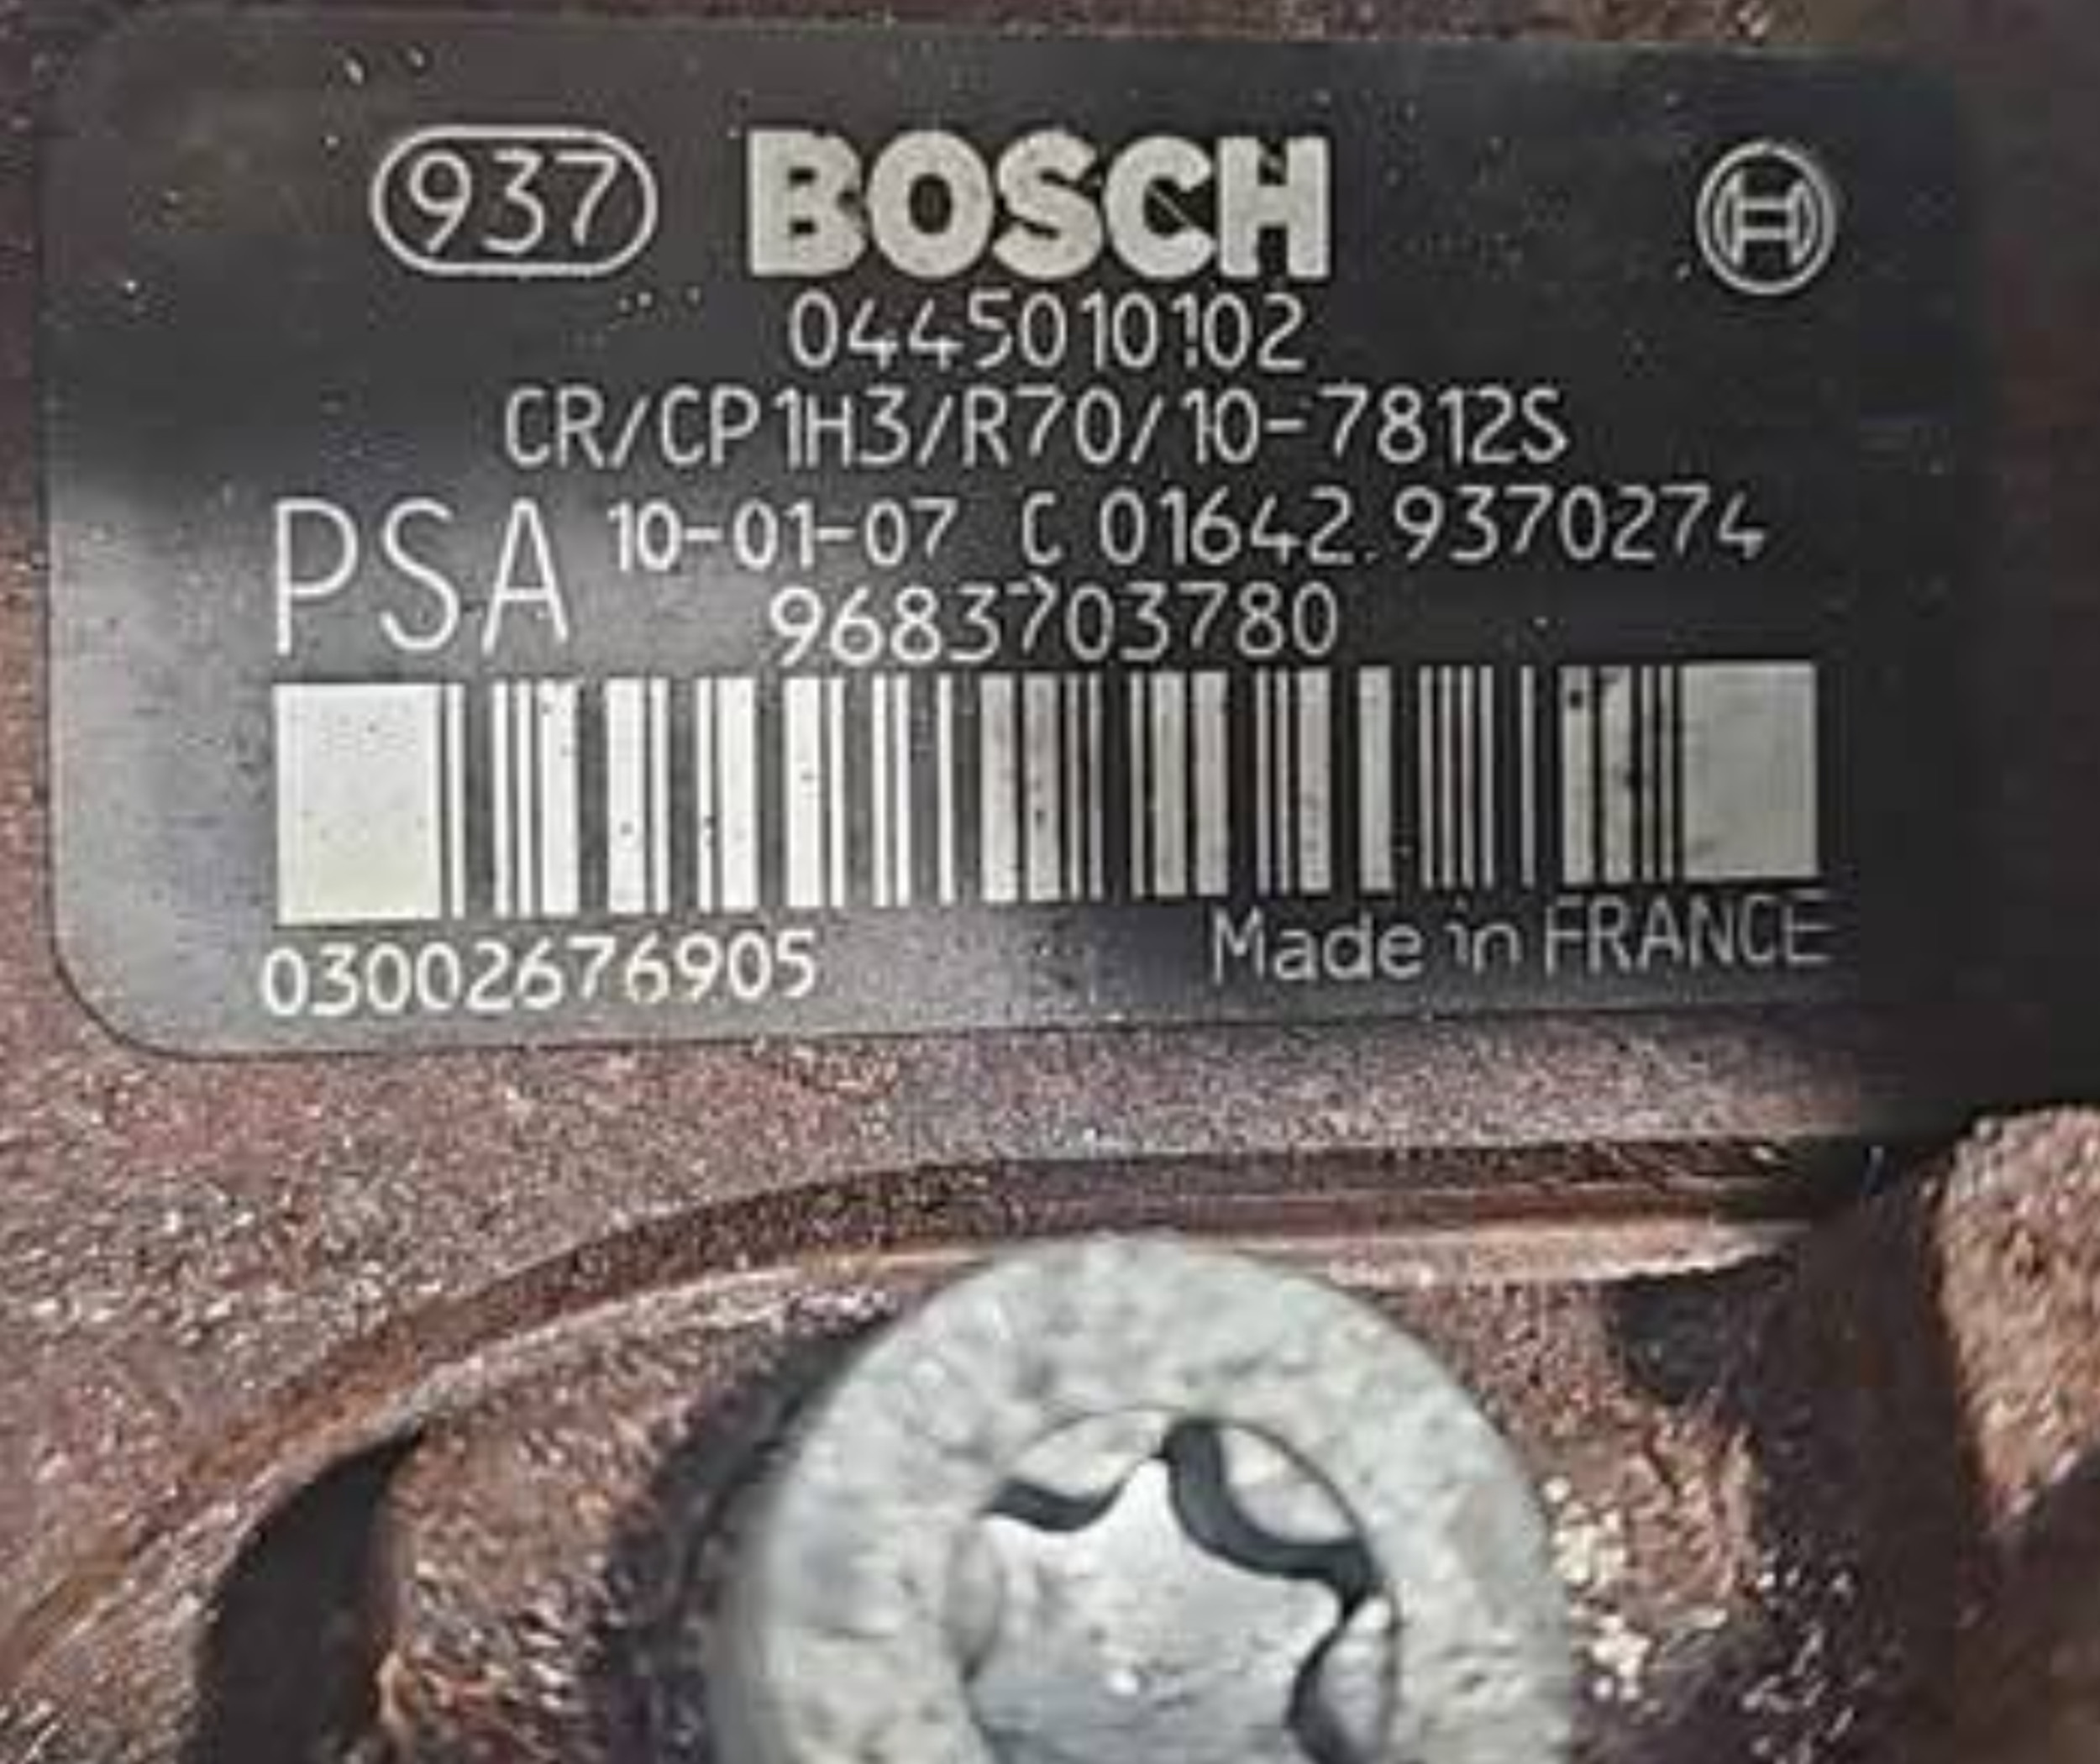 937 BOSCH
0445010102
CR/CP1H3/R70/10-7812S
PSA 10-01-07 C 01642.9370274
9683703780
03002676905 Made in FRANCE